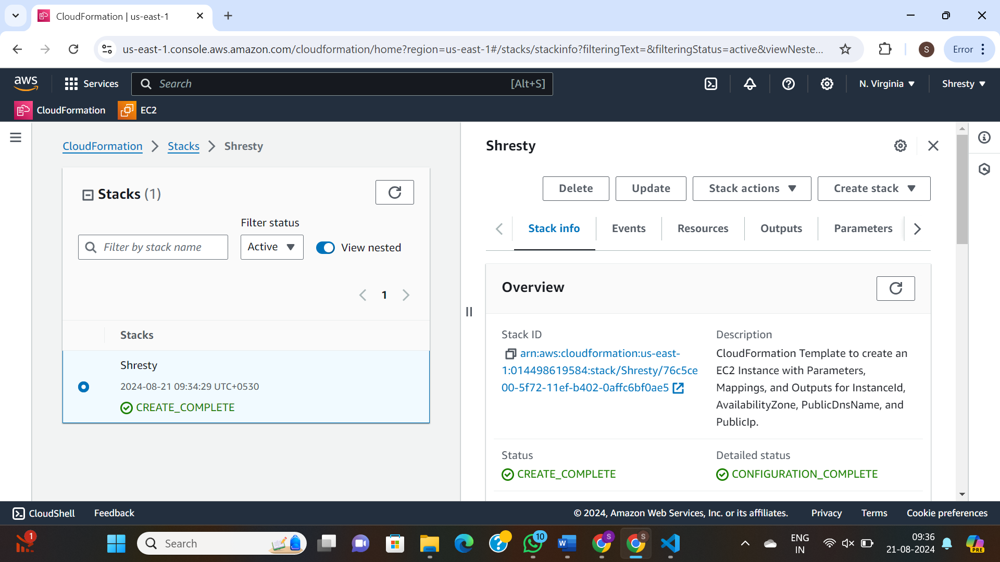 CloudFormation | us-east-1
us-east-1.console.aws.amazon.com/cloudformation/home?region=us-east-1#/stacks/stackinfo?filteringText=&filteringStatus=active&viewNeste...
S
Error
aws
Services
Search
[Alt+S]
N. Virginia
Shresty
CloudFormation
EC2
CloudFormation
Stacks
Shresty
Stacks (1)
Filter status
Filter by stack name
Active
View nested
1
Stacks
Shresty
2024-08-21 09:34:29 UTC+0530
CREATE_COMPLETE
Shresty
Delete
Update
Stack actions
Create stack
Stack info
Events
Resources
Outputs
Parameters
Overview
Stack ID
arn:aws:cloudformation:us-east-
1:014498619584:stack/Shresty/76c5ce
00-5f72-11ef-b402-0affc6bf0ae5
Description
CloudFormation Template to create an
EC2 Instance with Parameters,
Mappings, and Outputs for InstanceId,
AvailabilityZone, PublicDnsName, and
PublicIp.
Status
CREATE_COMPLETE
Detailed status
CONFIGURATION_COMPLETE
CloudShell
Feedback
© 2024, Amazon Web Services, Inc. or its affiliates.
Privacy
Terms
Cookie preferences
1
Search
10
W
S
S
ENG
IN
09:36
21-08-2024
PRE